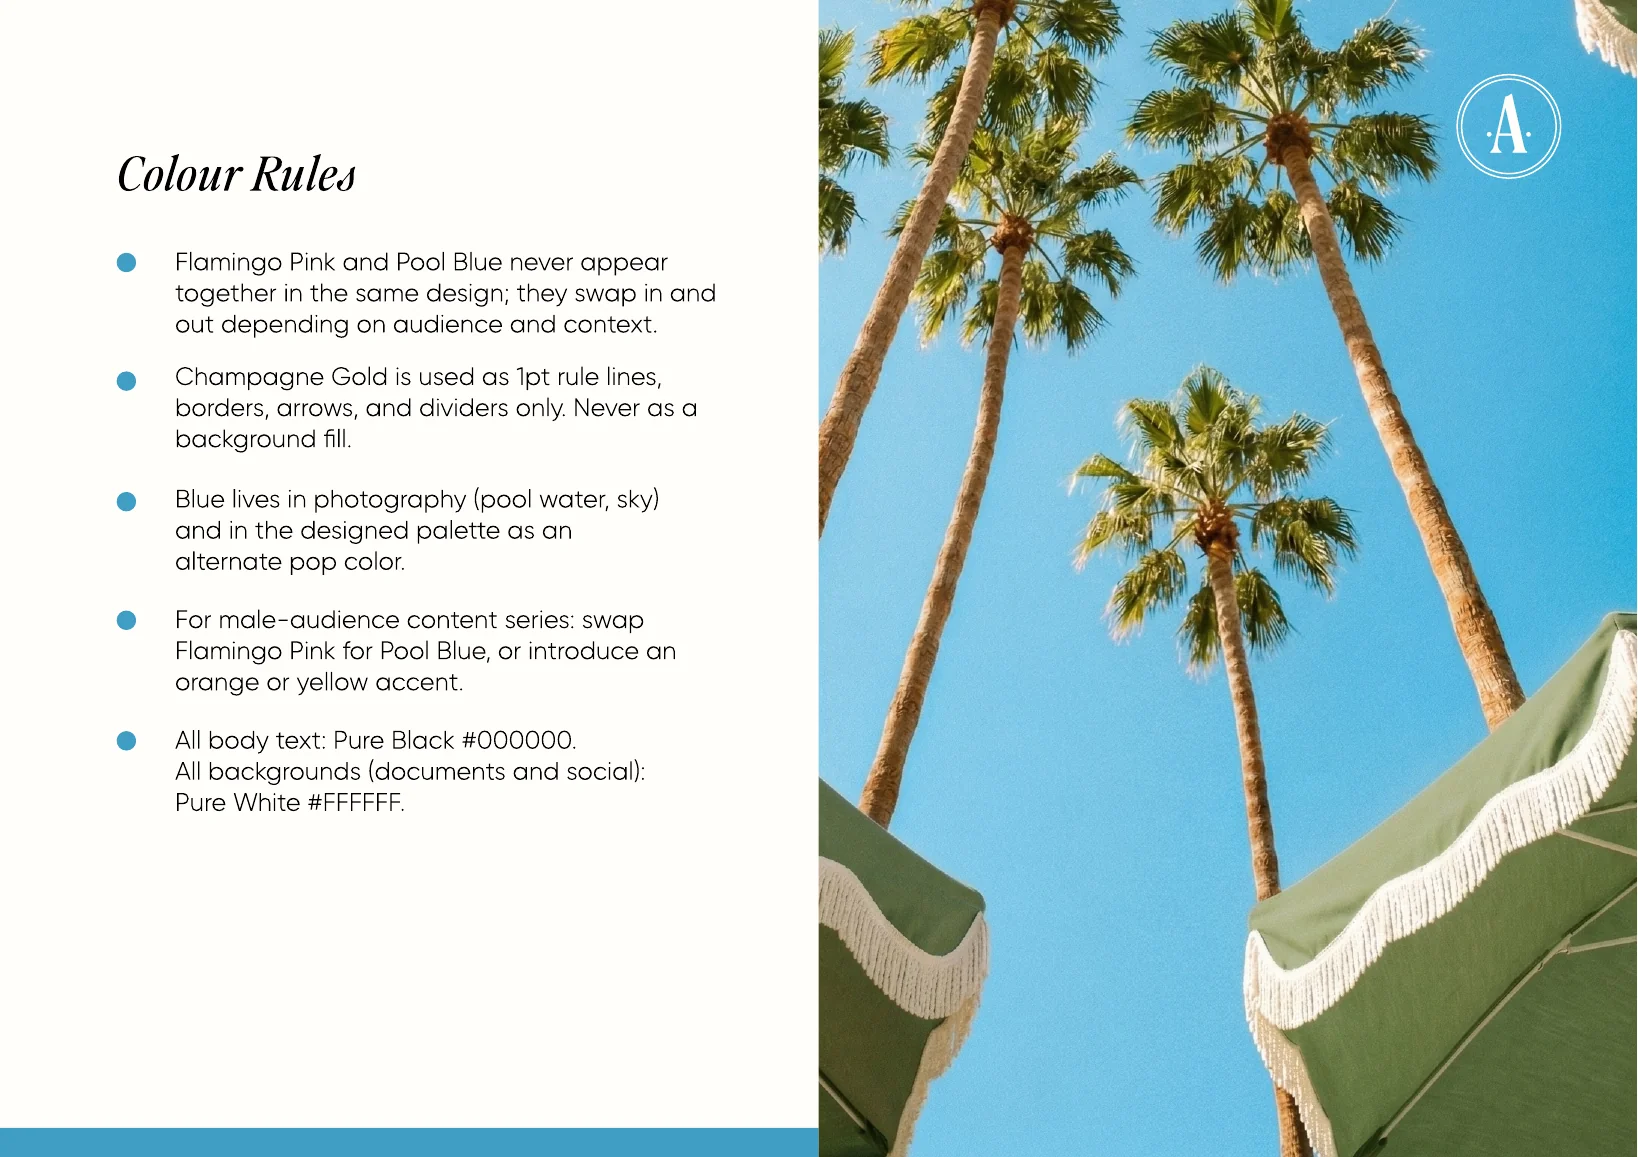 Colour Rules
Flamingo Pink and Pool Blue never appear
together in the same design; they swap in and
out depending on audience and context.
Champagne Gold is used as 1pt rule lines,
borders, arrows, and dividers only. Never as a
background fill.
Blue lives in photography (pool water, sky)
and in the designed palette as an
alternate pop color.
For male-audience content series: swap
Flamingo Pink for Pool Blue, or introduce an
orange or yellow accent.
All body text: Pure Black #000000.
All backgrounds (documents and social):
Pure White #FFFFFF.
·A·